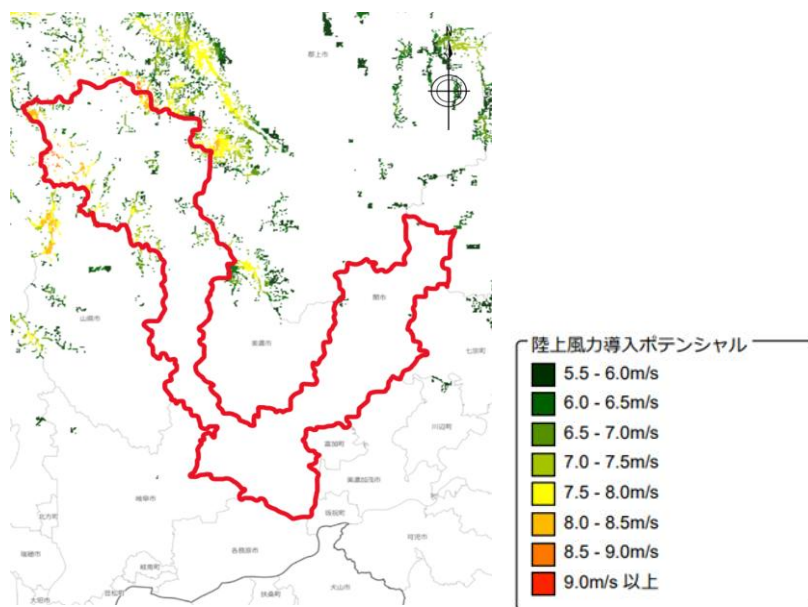 郡上市
関市
山県市
美濃市
七宗町
川辺町
富加町
美濃加茂市
岐阜市
坂祝町
北方町
可児市
瑞穂市
各務原市
岐南町
笠松町
扶桑町
犬山市
大垣市
陸上風力導入ポテンシャル
5.5 - 6.0m/s
6.0 - 6.5m/s
6.5 - 7.0m/s
7.0 - 7.5m/s
7.5 - 8.0m/s
8.0 - 8.5m/s
8.5 - 9.0m/s
9.0m/s 以上